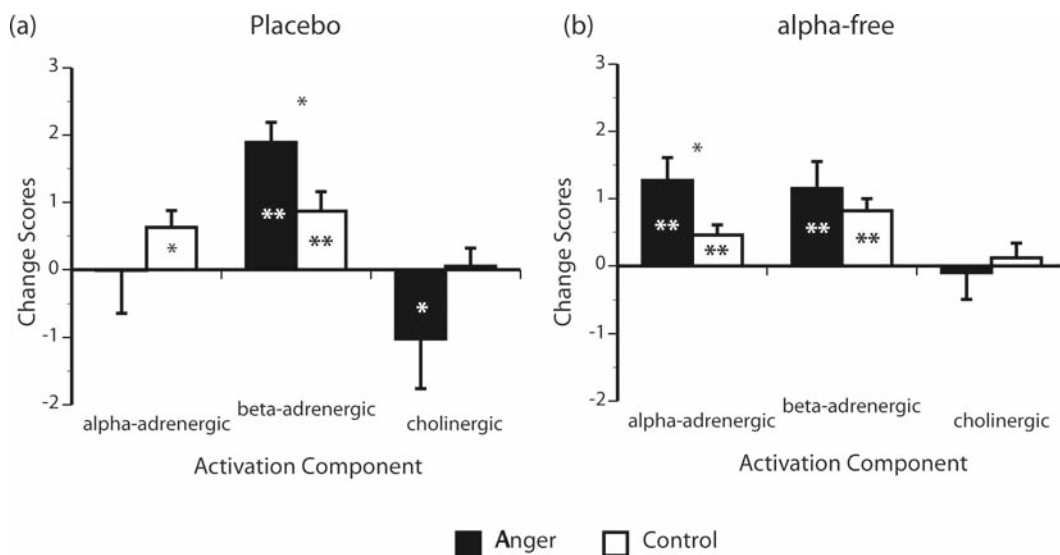 (a)
Placebo
3
2
1
0
-1
-2
Change Scores
*
*
**
**
*
alpha-adrenergic
beta-adrenergic
cholinergic
Activation Component
(b)
alpha-free
3
2
1
0
-1
-2
Change Scores
*
**
**
**
**
alpha-adrenergic
beta-adrenergic
cholinergic
Activation Component
Anger
Control